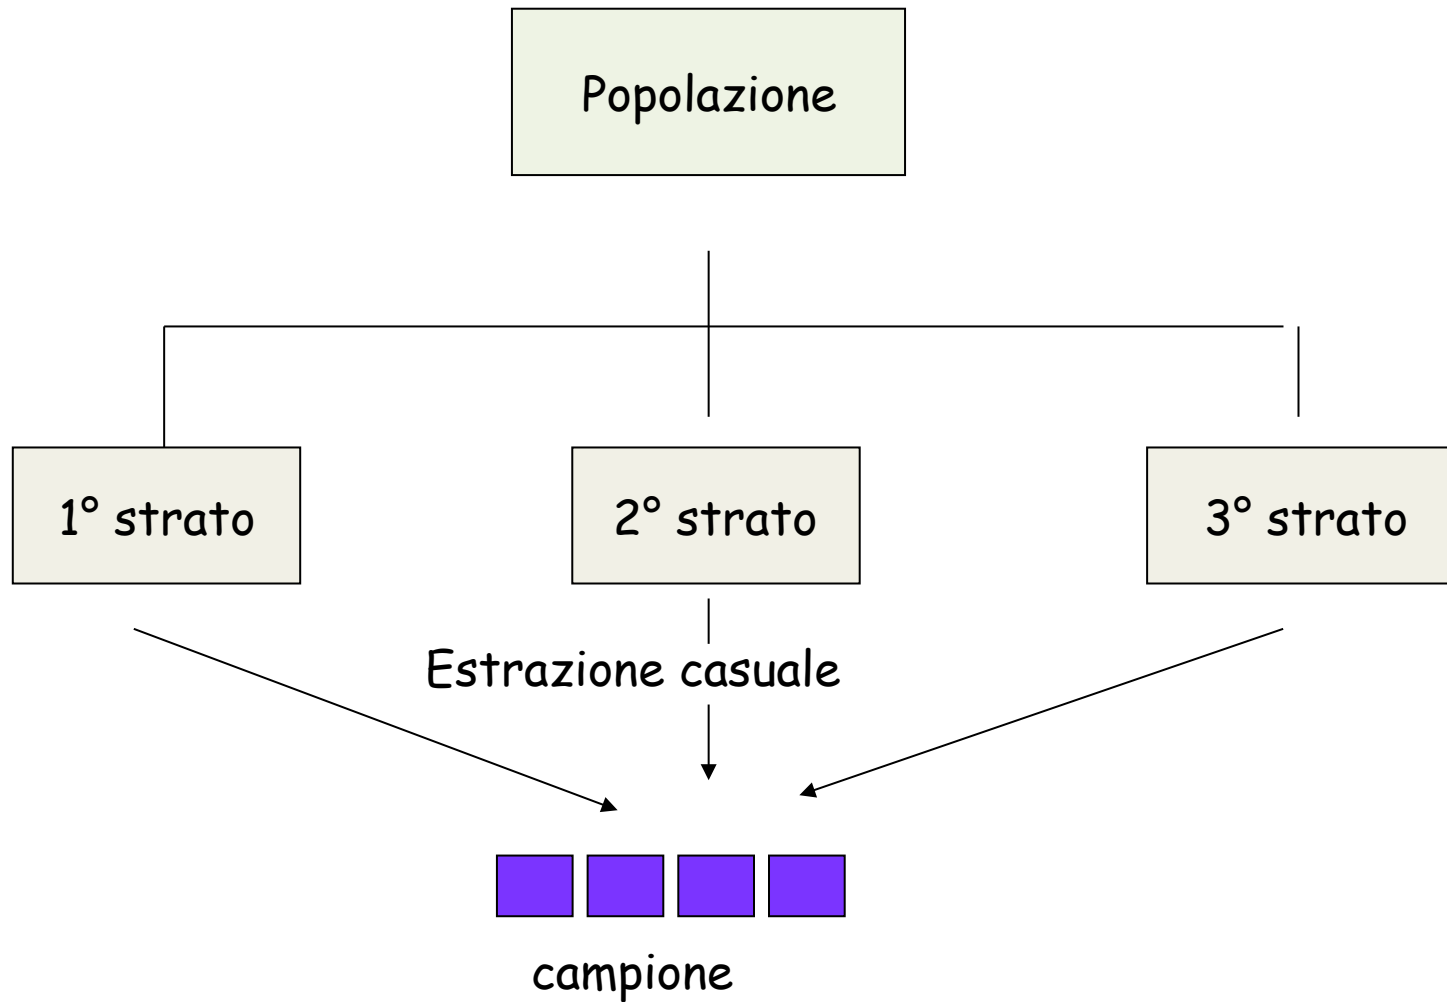 Popolazione
1° strato
2° strato
3° strato
Estrazione casuale
campione